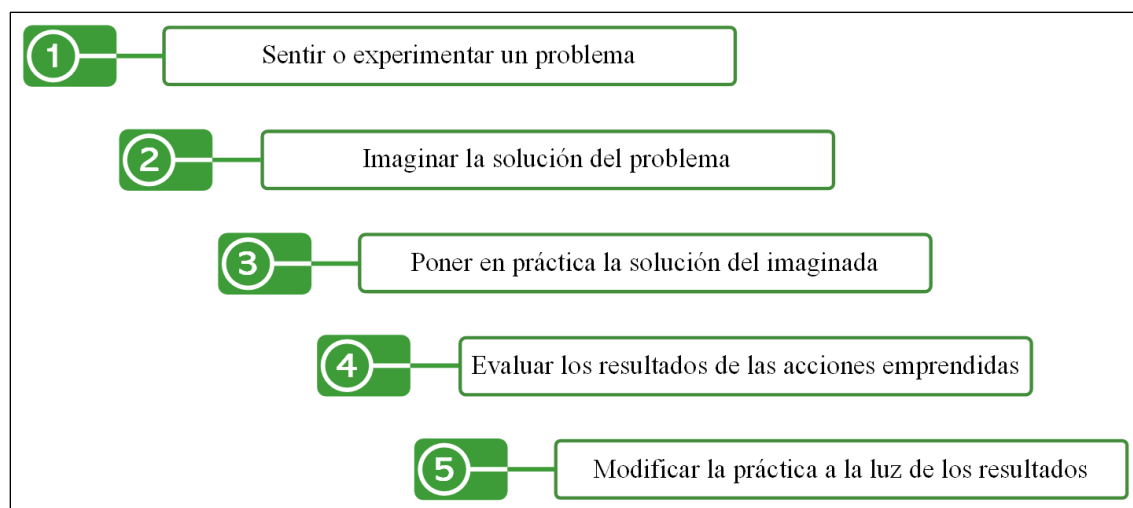 1 Sentir o experimentar un problema
2 Imaginar la solución del problema
3 Poner en práctica la solución del imaginada
4 Evaluar los resultados de las acciones emprendidas
5 Modificar la práctica a la luz de los resultados